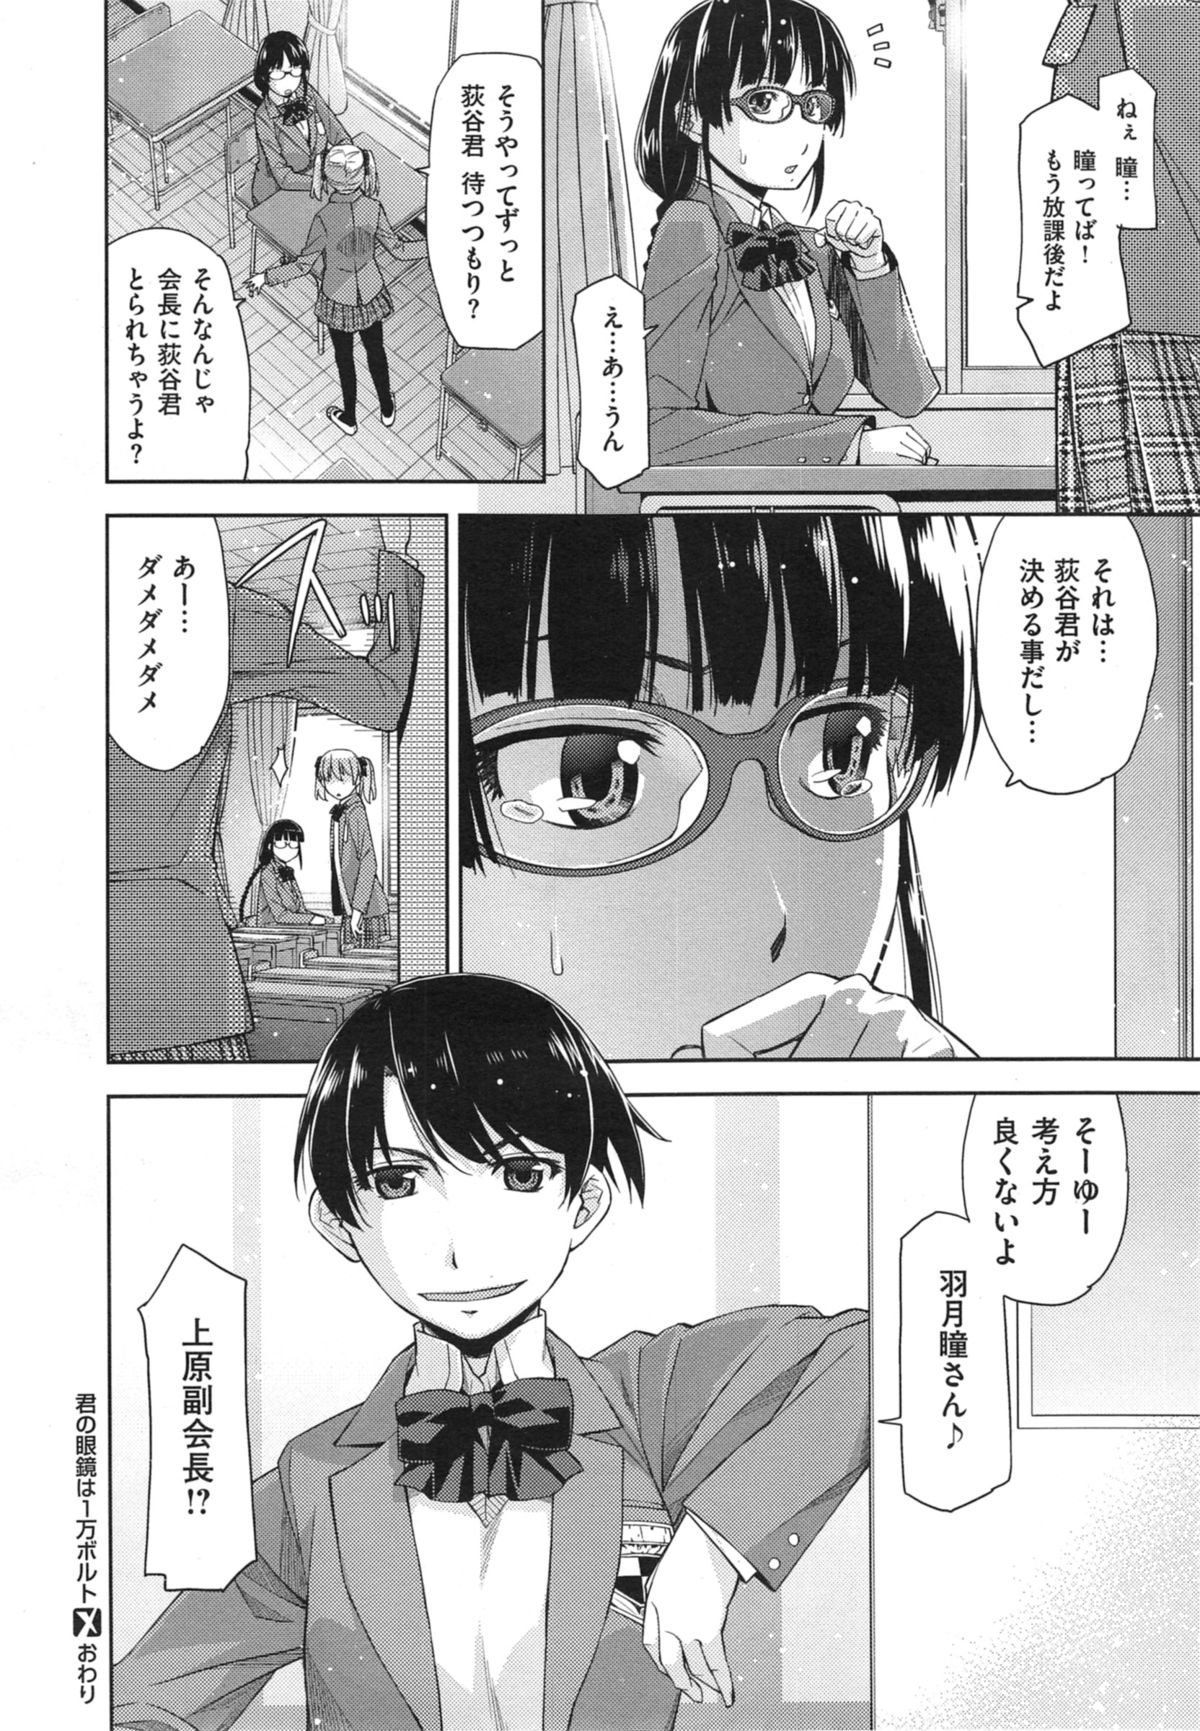 ねぇ 瞳…
瞳ってば!
もう放課後だよ
え…あ…うん
そうやってずっと
荻谷君 待つつもり?
そんなんじゃ
会長に荻谷君
とられちゃうよ?
それは…
荻谷君が
決める事だし…
ヌッ
あー…
ダメダメダメ
そーゆー
考え方
良くないよ
羽月瞳さん♪
上原副会長!?
君の眼鏡は1万ボルト
X
おわり